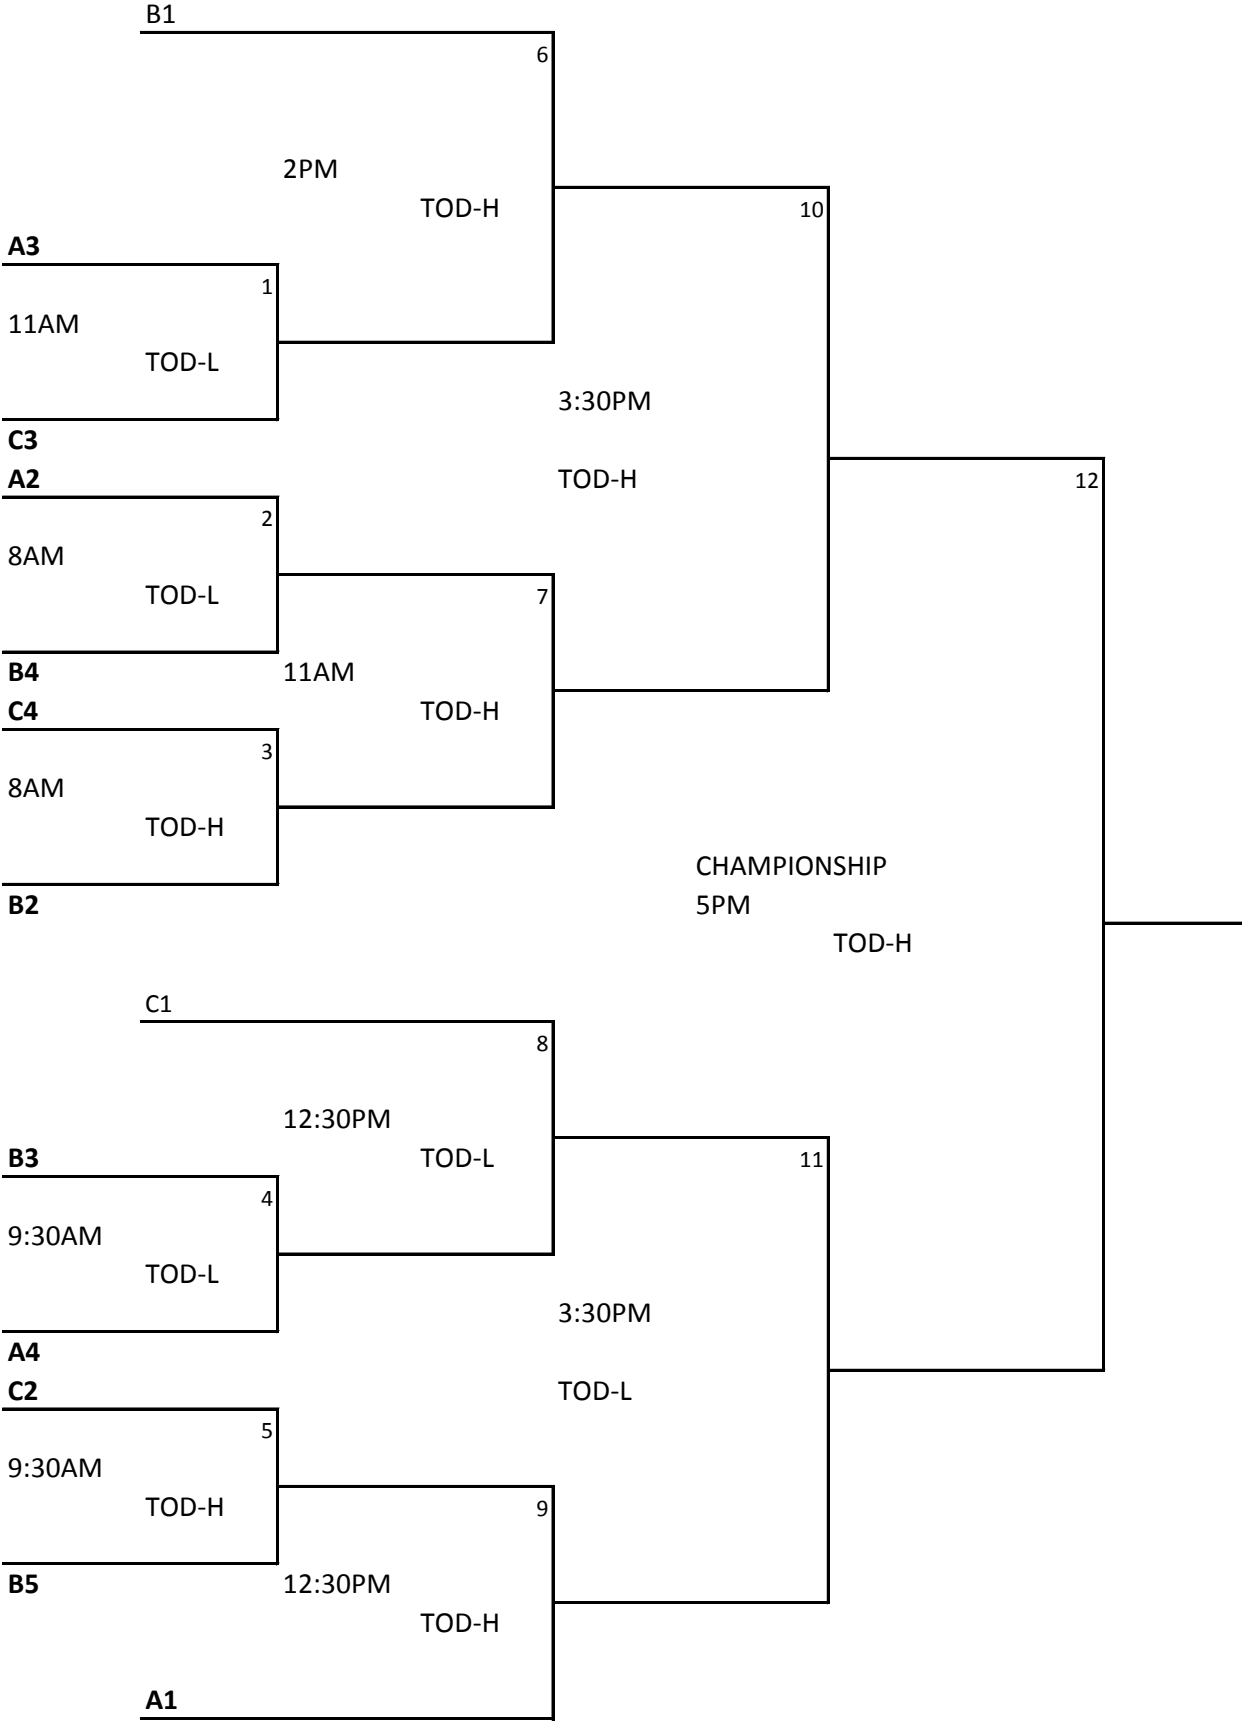 B1
6
2PM
TOD-H
10
A3
1
11AM
TOD-L
3:30PM
C3
A2
TOD-H
12
2
8AM
TOD-L
7
B4
11AM
C4
TOD-H
3
8AM
TOD-H
CHAMPIONSHIP
B2
5PM
TOD-H
C1
8
12:30PM
B3
TOD-L
11
4
9:30AM
TOD-L
3:30PM
A4
C2
TOD-L
5
9:30AM
TOD-H
9
B5
12:30PM
TOD-H
A1